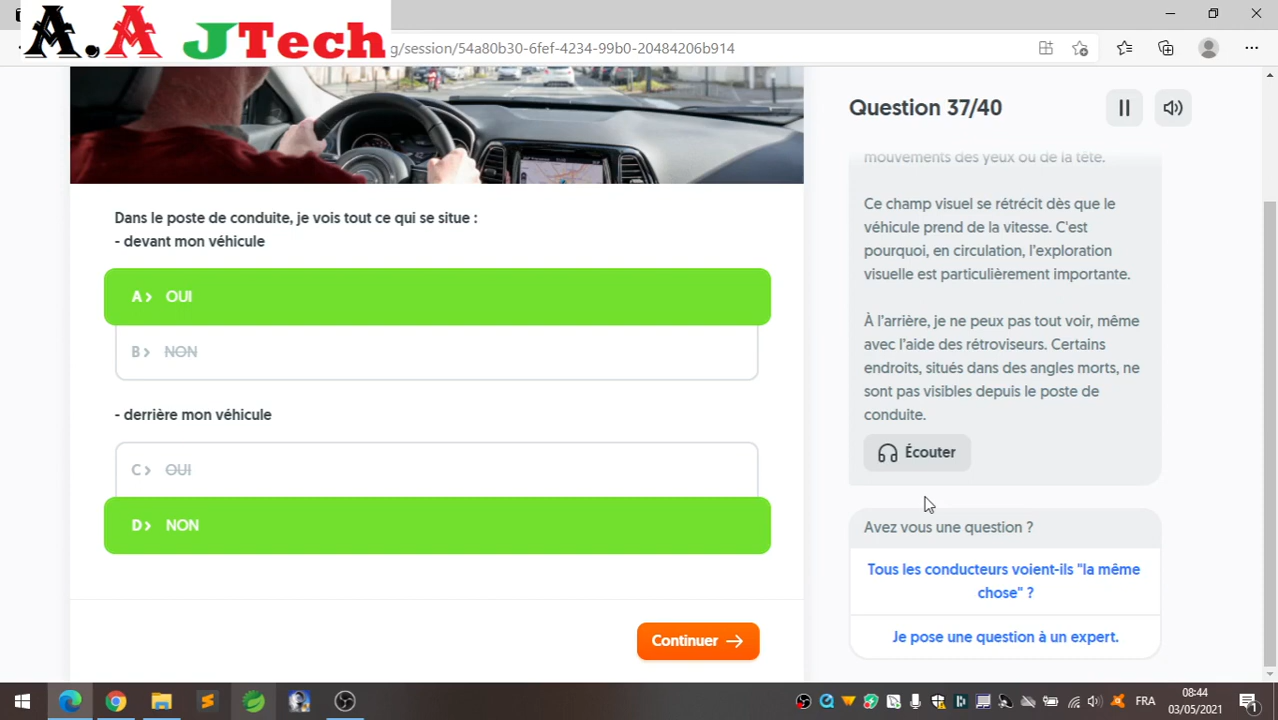 A.A JTech
g/session/54a80b30-6fef-4234-99b0-20484206b914
Question 37/40
mouvements des yeux ou de la tête.
Ce champ visuel se rétrécit dès que le
véhicule prend de la vitesse. C'est
pourquoi, en circulation, l'exploration
visuelle est particulièrement importante.
À l'arrière, je ne peux pas tout voir, même
avec l'aide des rétroviseurs. Certains
endroits, situés dans des angles morts, ne
sont pas visibles depuis le poste de
conduite.
Écouter
Dans le poste de conduite, je vois tout ce qui se situe :
- devant mon véhicule
A > OUI
B > NON
- derrière mon véhicule
C > OUI
D > NON
Continuer →
Avez vous une question ?
Tous les conducteurs voient-ils "la même
chose" ?
Je pose une question à un expert.
FRA
08:44
03/05/2021
1